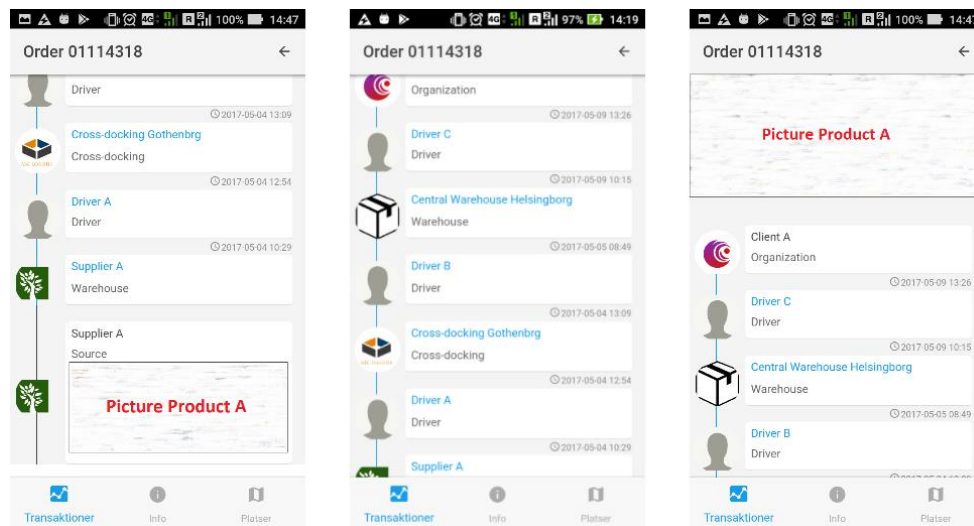 4G R 100% 14:47
Order 01114318
Driver
2017-05-04 13:09
Cross-docking Gothenbrg
Cross-docking
2017-05-04 12:54
Driver A
Driver
2017-05-04 10:29
Supplier A
Warehouse
Supplier A
Source
Picture Product A
Transaktioner
Info
Platser
4G R 97% 14:19
Order 01114318
Organization
2017-05-09 13:26
Driver C
Driver
2017-05-09 10:15
Central Warehouse Helsingborg
Warehouse
2017-05-05 08:49
Driver B
Driver
2017-05-04 13:09
Cross-docking Gothenbrg
Cross-docking
2017-05-04 12:54
Driver A
Driver
2017-05-04 10:29
Supplier A
Transaktioner
Info
Platser
4G R 100% 14:47
Order 01114318
Picture Product A
Client A
Organization
2017-05-09 13:26
Driver C
Driver
2017-05-09 10:15
Central Warehouse Helsingborg
Warehouse
2017-05-05 08:49
Driver B
Driver
Transaktioner
Info
Platser